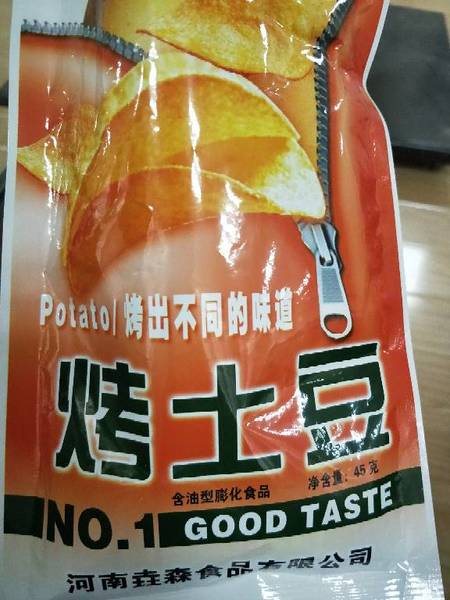 Potato 烤出不同的味道
烤土豆
含油型膨化食品 净含量：45克
NO.1 GOOD TASTE
河南垚森食品有限公司